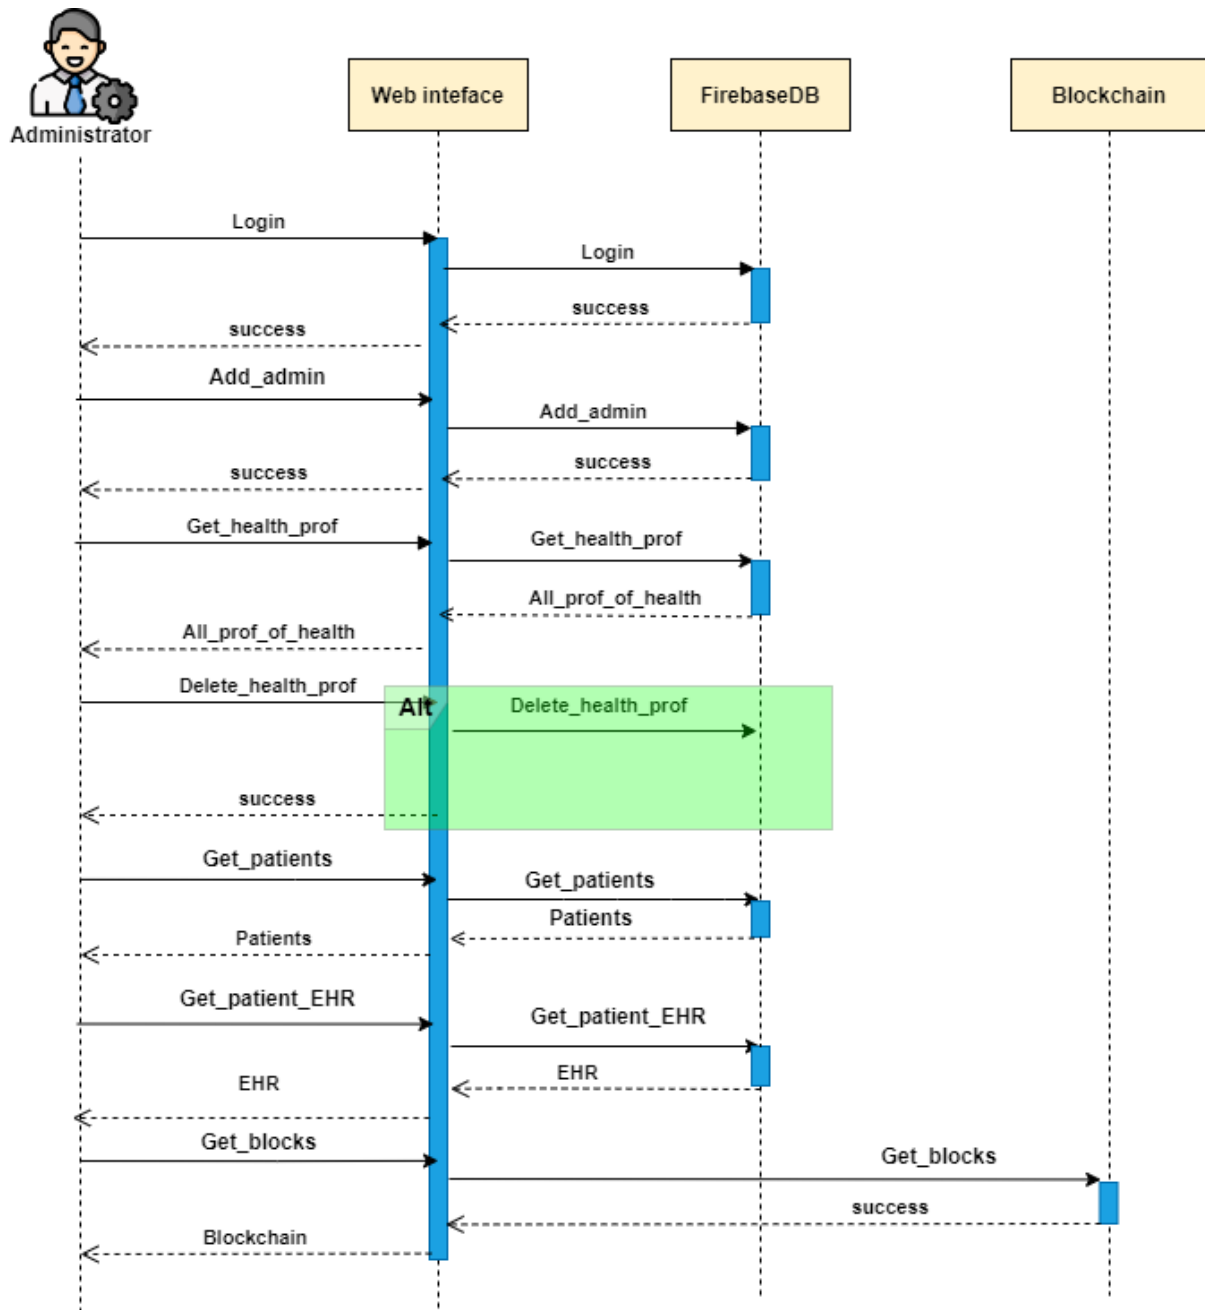 Administrator
Web inteface
FirebaseDB
Blockchain
Login
Login
success
success
Add_admin
Add_admin
success
success
Get_health_prof
Get_health_prof
All_prof_of_health
All_prof_of_health
Delete_health_prof
Alt
Delete_health_prof
success
Get_patients
Get_patients
Patients
Patients
Get_patient_EHR
Get_patient_EHR
EHR
EHR
Get_blocks
Get_blocks
success
Blockchain